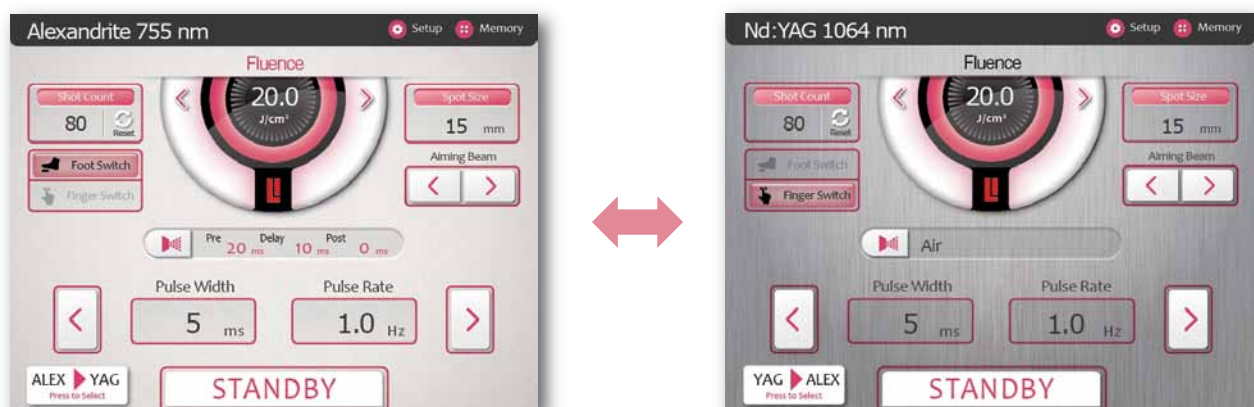 Alexandrite 755 nm
Setup
Memory
Fluence
Shot Count
80
Reset
20.0
J/cm²
Spot Size
15 mm
Foot Switch
Finger Switch
Aiming Beam
Pre 20 ms Delay 10 ms Post 0 ms
Pulse Width
5 ms
Pulse Rate
1.0 Hz
ALEX YAG
Press to Select
STANDBY
Nd:YAG 1064 nm
Setup
Memory
Fluence
Shot Count
80
Reset
20.0
J/cm²
Spot Size
15 mm
Foot Switch
Finger Switch
Aiming Beam
Air
Pulse Width
5 ms
Pulse Rate
1.0 Hz
YAG ALEX
Press to Select
STANDBY